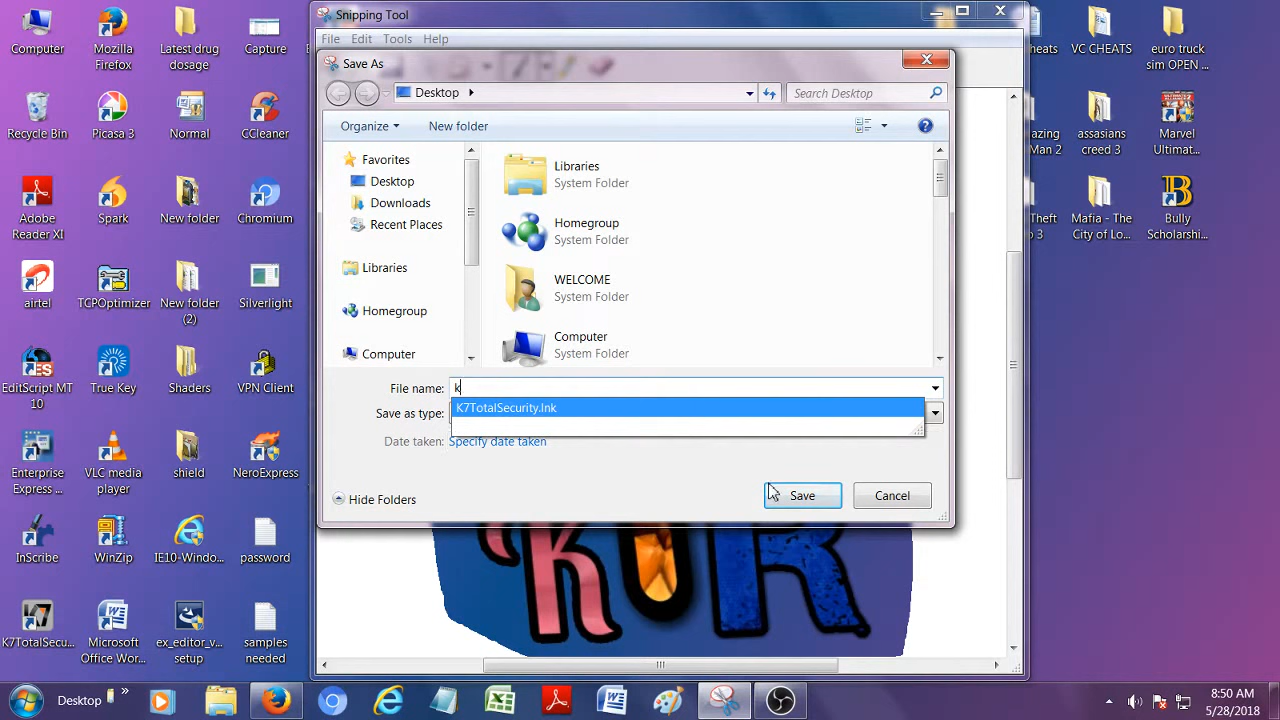 Snipping Tool
File Edit Tools Help
Save As
Desktop
Search Desktop
Organize
New folder
Favorites
Desktop
Downloads
Recent Places
Libraries
Homegroup
Computer
Libraries
System Folder
Homegroup
System Folder
WELCOME
System Folder
Computer
System Folder
File name: k
K7TotalSecurity.lnk
Save as type:
Date taken: Specify date taken
Hide Folders
Save
Cancel
Computer
Mozilla
Firefox
Latest drug
dosage
Capture
Recycle Bin
Picasa 3
Normal
CCleaner
Adobe
Reader XI
Spark
New folder
Chromium
airtel
TCPOptimizer
New folder
(2)
Silverlight
EditScript MT
10
True Key
Shaders
VPN Client
Enterprise
Express ...
VLC media
player
shield
NeroExpress
InScribe
WinZip
IE10-Windo...
password
K7TotalSecu...
Microsoft
Office Wor...
ex_editor_v...
setup
samples
needed
VC CHEATS
euro truck
sim OPEN ...
assasians
creed 3
Marvel
Ultimat...
Mafia - The
City of Lo...
Bully
Scholarshi...
Desktop
8:50 AM
5/28/2018